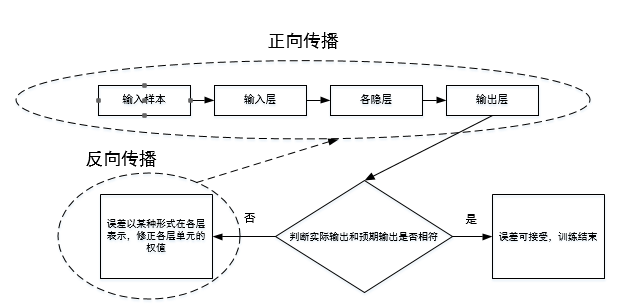 正向传播
输入样本
输入层
各隐层
输出层
反向传播
误差以某种形式在各层
表示，修正各层单元的
权值
否
判断实际输出和预期输出是否相符
是
误差可接受，训练结束